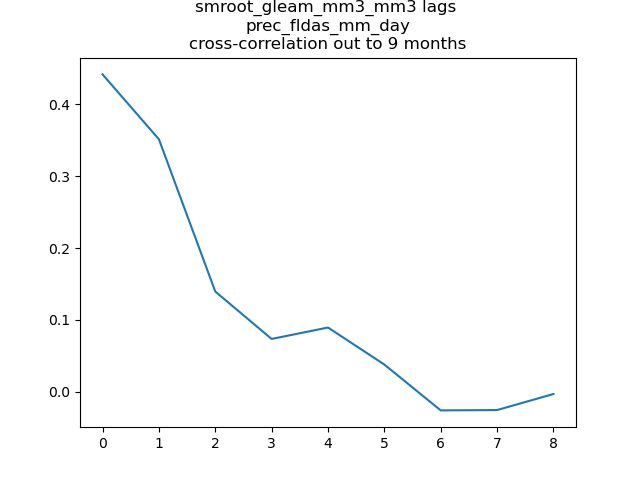 smroot_gleam_mm3_mm3 lags
prec_fldas_mm_day
cross-correlation out to 9 months
0.4
0.3
0.2
0.1
0.0
0 1 2 3 4 5 6 7 8